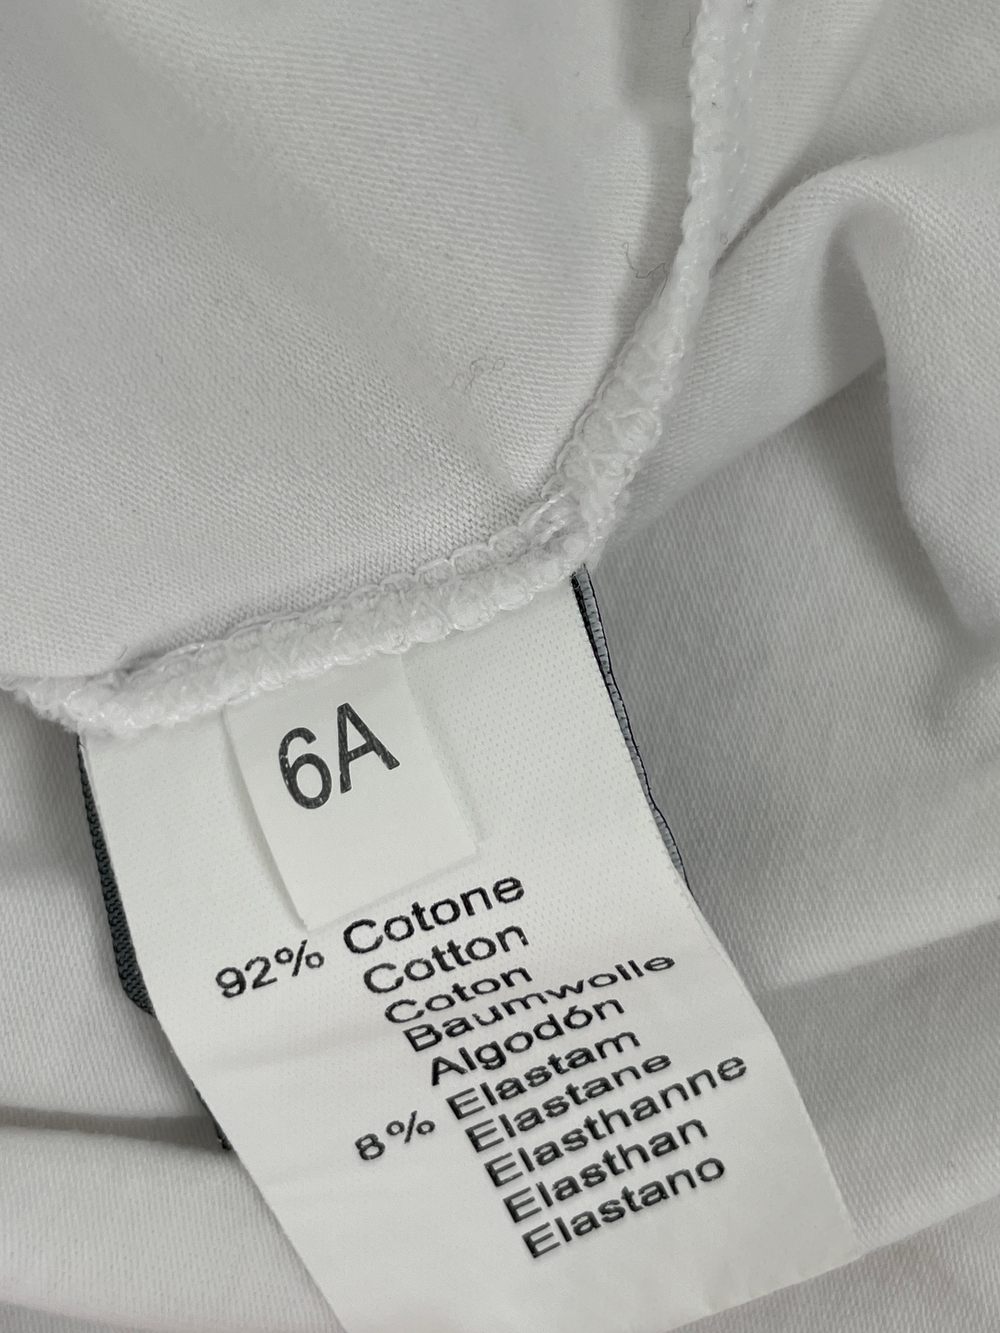 6A
92% Cotone
Cotton
Coton
Baumwolle
Algodón
8% Elastam
Elastane
Elasthanne
Elasthan
Elastano